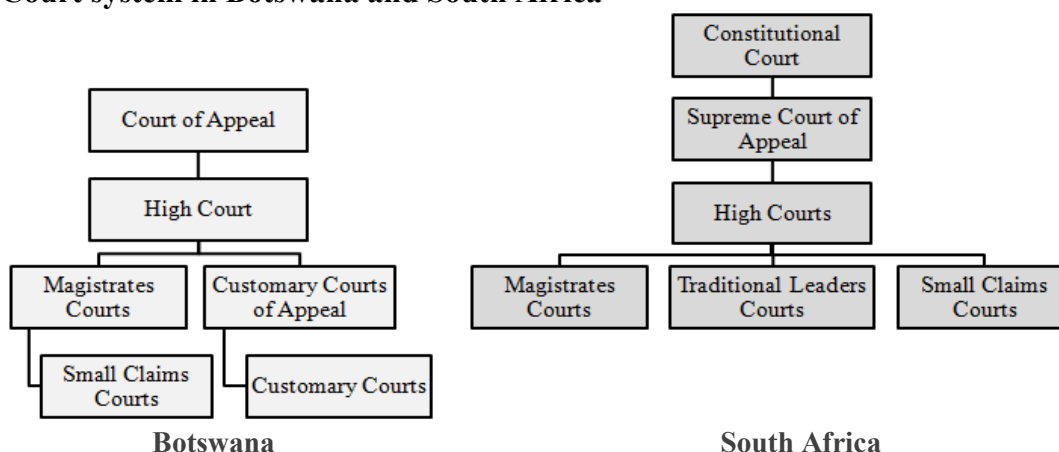 Court system in Botswana and South Africa
Court of Appeal
High Court
Magistrates
Courts
Customary Courts
of Appeal
Small Claims
Courts
Customary Courts
Botswana
Constitutional
Court
Supreme Court of
Appeal
High Courts
Magistrates
Courts
Traditional Leaders
Courts
Small Claims
Courts
South Africa